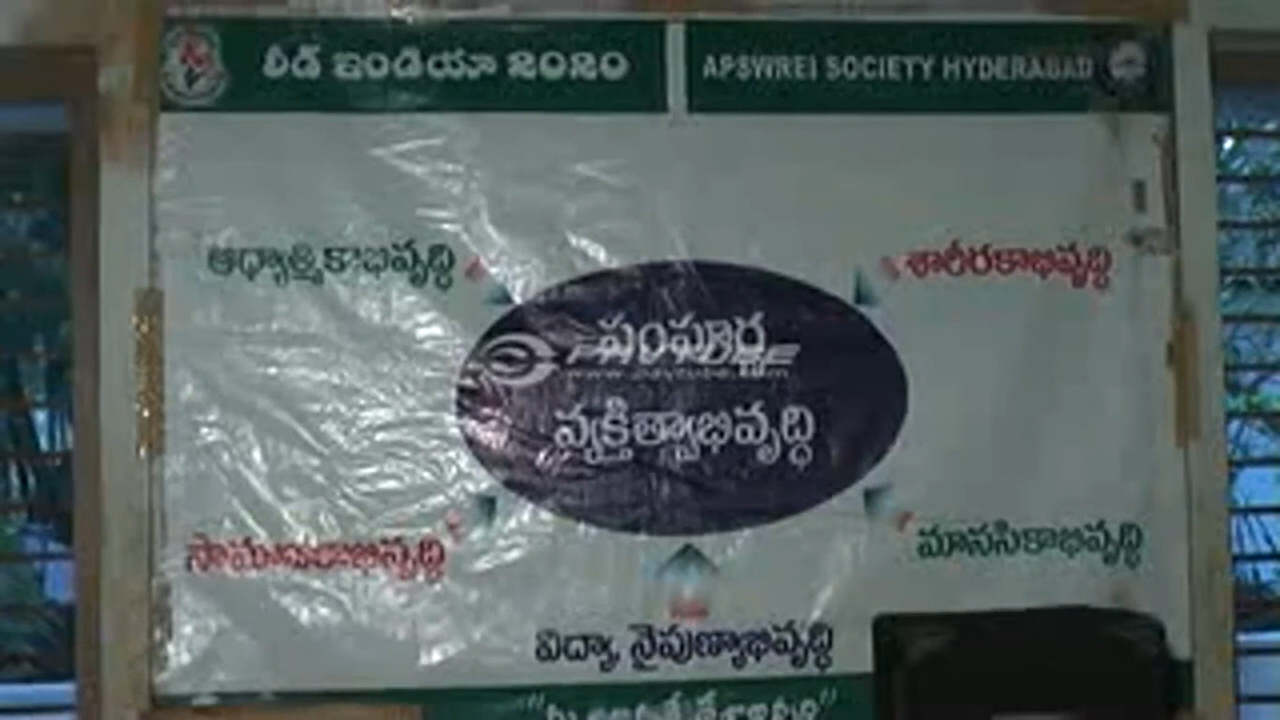 లీడ్ ఇండియా 2020
APSWREI SOCIETY HYDERABAD
ఆధ్యాత్మికాభివృద్ధి
శారీరకాభివృద్ధి
సంపూర్ణ
వ్యక్తిత్వాభివృద్ధి
సామాజికాభివృద్ధి
మానసికాభివృద్ధి
విద్యా, నైపుణ్యాభివృద్ధి